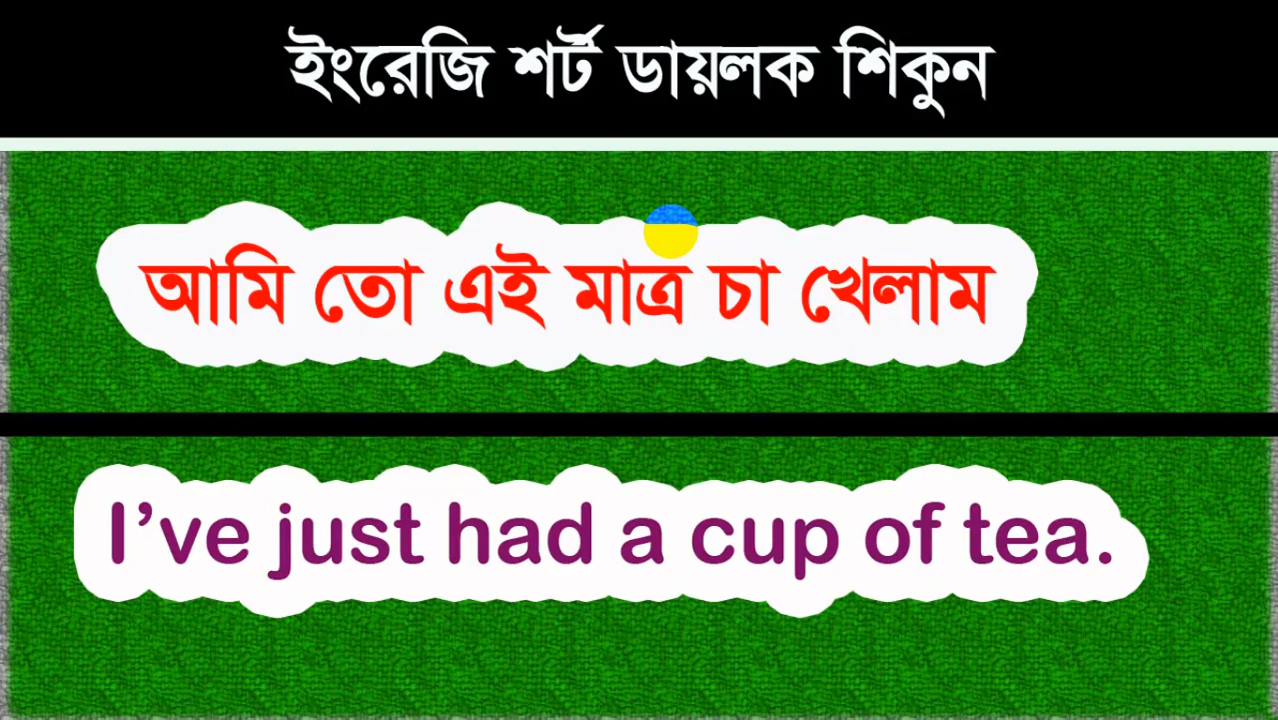 ইংরেজি শর্ট ডায়লক শিকুন
আমি তো এই মাত্র চা খেলাম
I’ve just had a cup of tea.